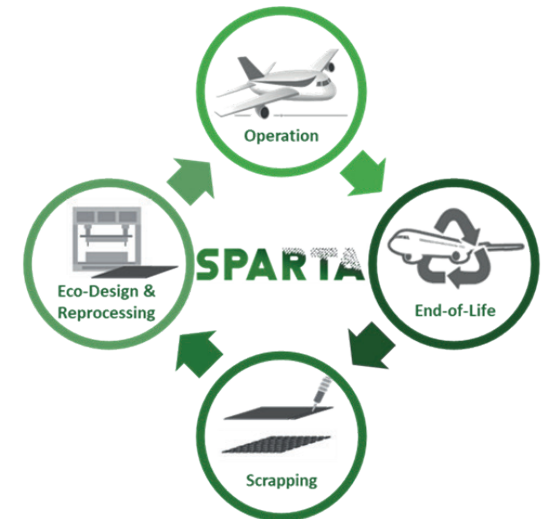 Operation
SPARTA
Eco-Design &
Reprocessing
End-of-Life
Scrapping